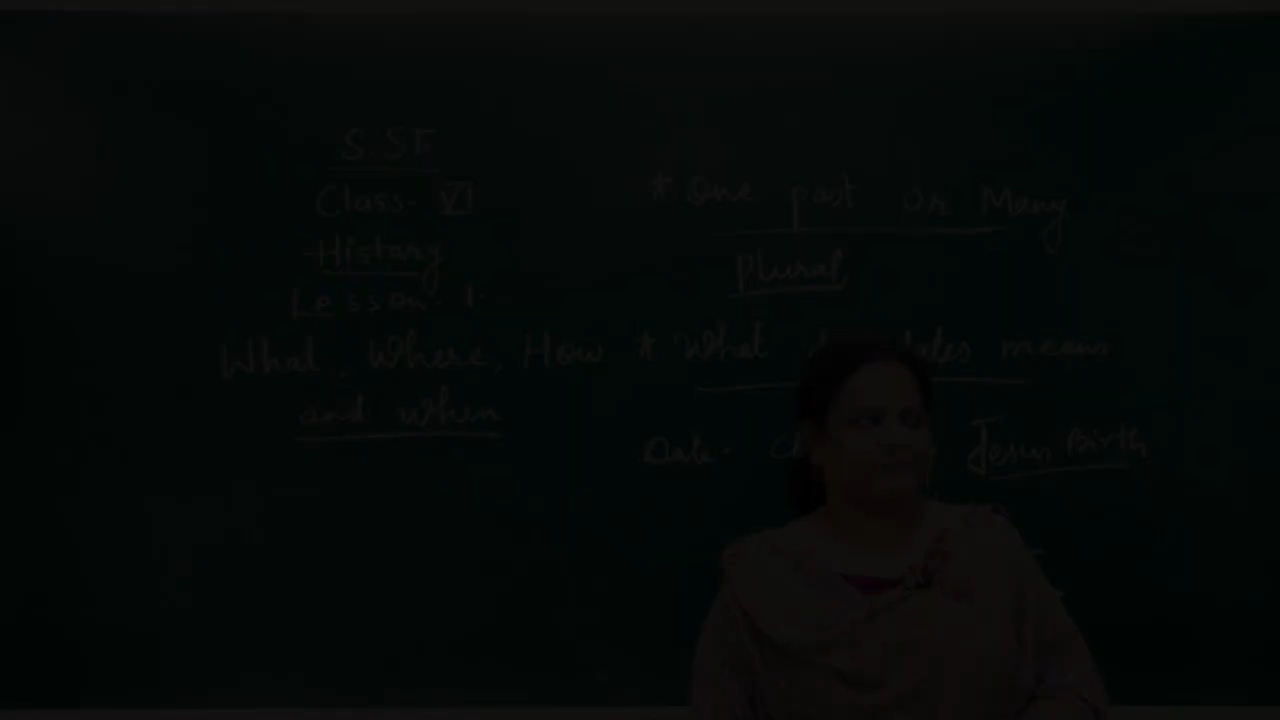 S.SF
Class- VI
History
Lesson- 1.
What, Where, How
and when
* One past or Many
Plural
* What means
Date- Jesus Birth